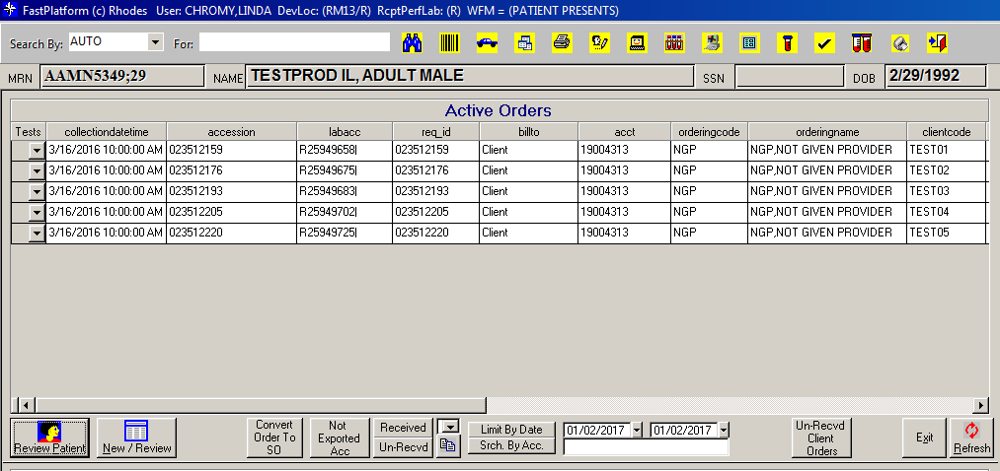 FastPlatform (c) Rhodes User: CHROMY,LINDA DevLoc: (RM13/R) RcptPerfLab: (R) WFM = (PATIENT PRESENTS)
Search By: AUTO For:
MRN AAMN5349;29 NAME TESTPROD IL, ADULT MALE SSN DOB 2/29/1992
Active Orders
Tests collectiondatetime accession labacc req_id billto acct orderingcode orderingname clientcode
3/16/2016 10:00:00 AM 023512159 R25949658| 023512159 Client 19004313 NGP NGP,NOT GIVEN PROVIDER TEST01
3/16/2016 10:00:00 AM 023512176 R25949675| 023512176 Client 19004313 NGP NGP,NOT GIVEN PROVIDER TEST02
3/16/2016 10:00:00 AM 023512193 R25949683| 023512193 Client 19004313 NGP NGP,NOT GIVEN PROVIDER TEST03
3/16/2016 10:00:00 AM 023512205 R25949702| 023512205 Client 19004313 NGP NGP,NOT GIVEN PROVIDER TEST04
3/16/2016 10:00:00 AM 023512220 R25949725| 023512220 Client 19004313 NGP NGP,NOT GIVEN PROVIDER TEST05
Review Patient
New / Review
Convert
Order To
SO
Not
Exported
Acc
Received
Un-Recvd
Limit By Date
Srch. By Acc.
01/02/2017 01/02/2017
Un-Recvd
Client
Orders
Exit
Refresh